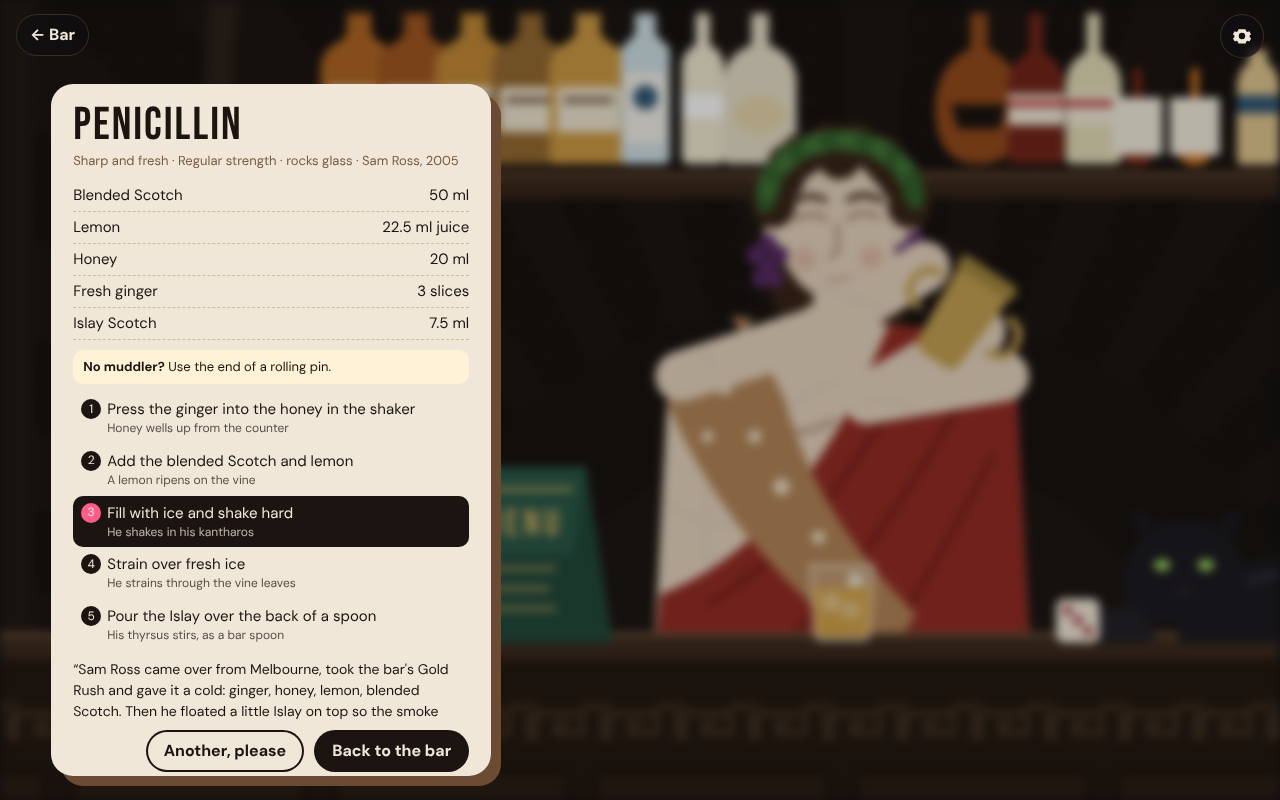 ← Bar
PENICILLIN
Sharp and fresh · Regular strength · rocks glass · Sam Ross, 2005
Blended Scotch 50 ml
Lemon 22.5 ml juice
Honey 20 ml
Fresh ginger 3 slices
Islay Scotch 7.5 ml
No muddler? Use the end of a rolling pin.
1 Press the ginger into the honey in the shaker
Honey wells up from the counter
2 Add the blended Scotch and lemon
A lemon ripens on the vine
3 Fill with ice and shake hard
He shakes in his kantharos
4 Strain over fresh ice
He strains through the vine leaves
5 Pour the Islay over the back of a spoon
His thyrsus stirs, as a bar spoon
“Sam Ross came over from Melbourne, took the bar's Gold
Rush and gave it a cold: ginger, honey, lemon, blended
Scotch. Then he floated a little Islay on top so the smoke
Another, please
Back to the bar